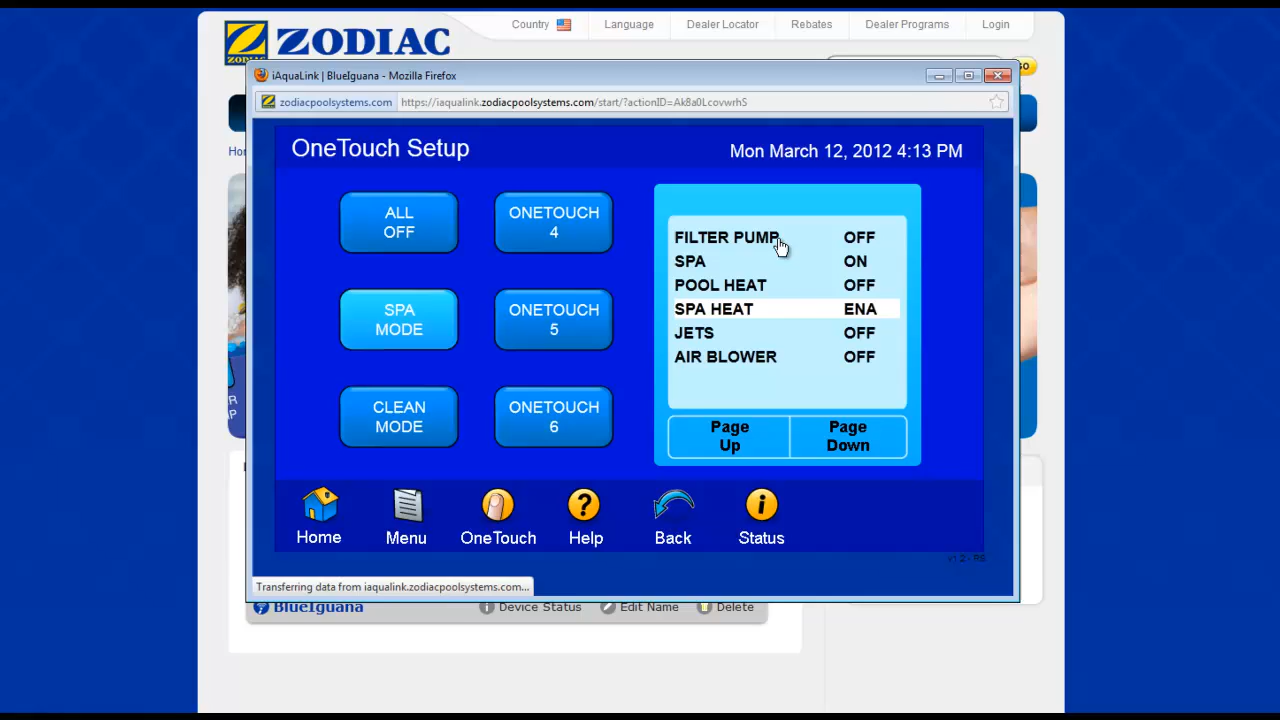 Country
Language
Dealer Locator
Rebates
Dealer Programs
Login
ZODIAC
ZODIAC
iAquaLink | BlueIguana - Mozilla Firefox
zodiacpoolsystems.com
https://iaqualink.zodiacpoolsystems.com/start/?actionID=Ak8a0LcovwrhS
OneTouch Setup
Mon March 12, 2012 4:13 PM
ALL
OFF
ONETOUCH
4
SPA
MODE
ONETOUCH
5
CLEAN
MODE
ONETOUCH
6
FILTER PUMP OFF
SPA ON
POOL HEAT OFF
SPA HEAT ENA
JETS OFF
AIR BLOWER OFF
Page
Up
Page
Down
Home
Menu
OneTouch
Help
Back
Status
Transferring data from iaqualink.zodiacpoolsystems.com...
BlueIguana
Device Status
Edit Name
Delete